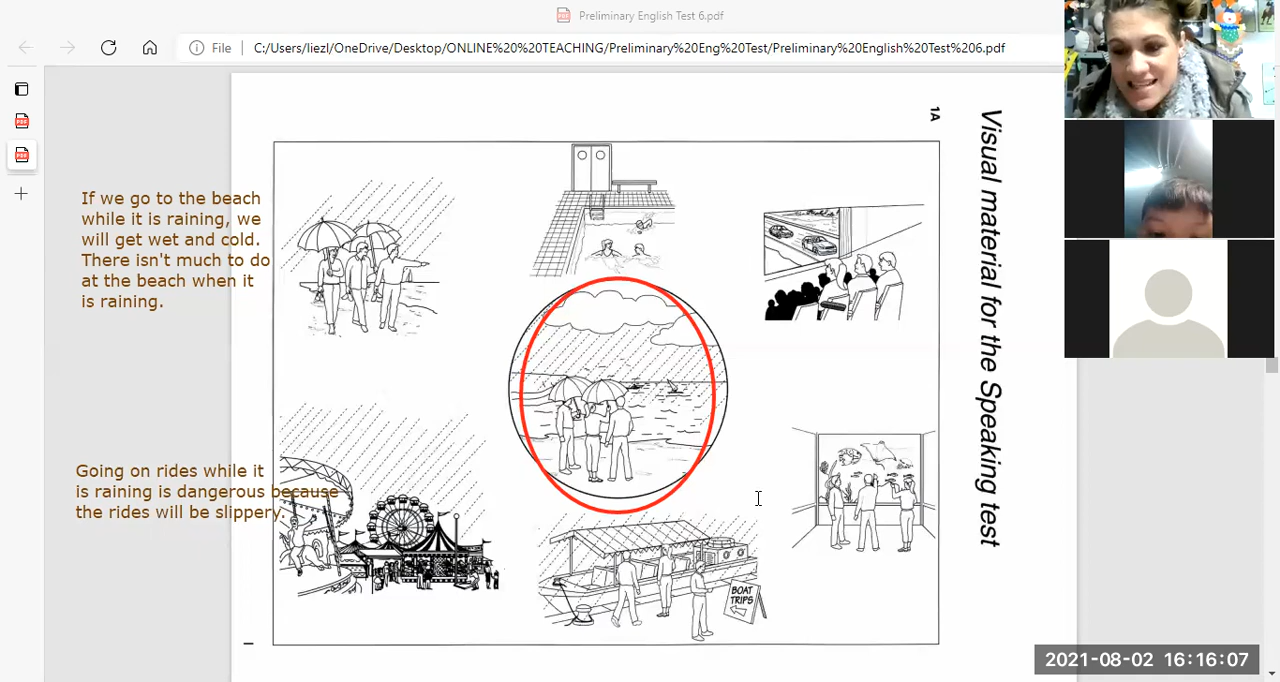 Preliminary English Test 6.pdf
File
C:/Users/liezl/OneDrive/Desktop/ONLINE%20%20TEACHING/Preliminary%20Eng%20Test/Preliminary%20English%20Test%206.pdf
Visual material for the Speaking test
1A
If we go to the beach
while it is raining, we
will get wet and cold.
There isn't much to do
at the beach when it
is raining.
Going on rides while it
is raining is dangerous because
the rides will be slippery.
BOAT
TRIPS
2021-08-02 16:16:07